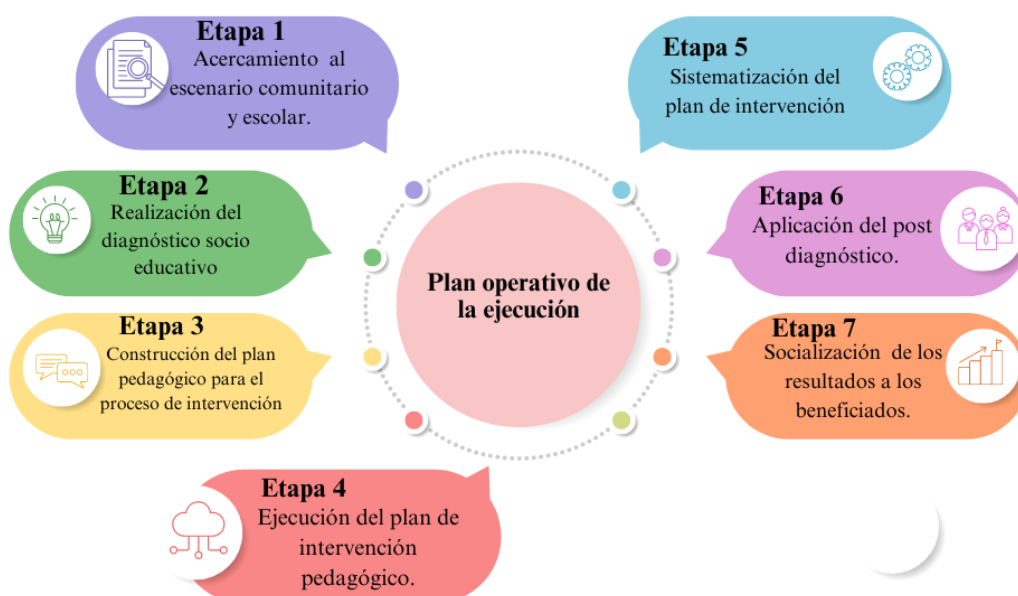 Etapa 1
Acercamiento al
escenario comunitario
y escolar.
Etapa 2
Realización del
diagnóstico socio
educativo
Etapa 3
Construcción del plan
pedagógico para el
proceso de intervención
Etapa 4
Ejecución del plan de
intervención
pedagógico.
Plan operativo de
la ejecución
Etapa 5
Sistematización del
plan de intervención
Etapa 6
Aplicación del post
diagnóstico.
Etapa 7
Socialización de los
resultados a los
beneficiados.